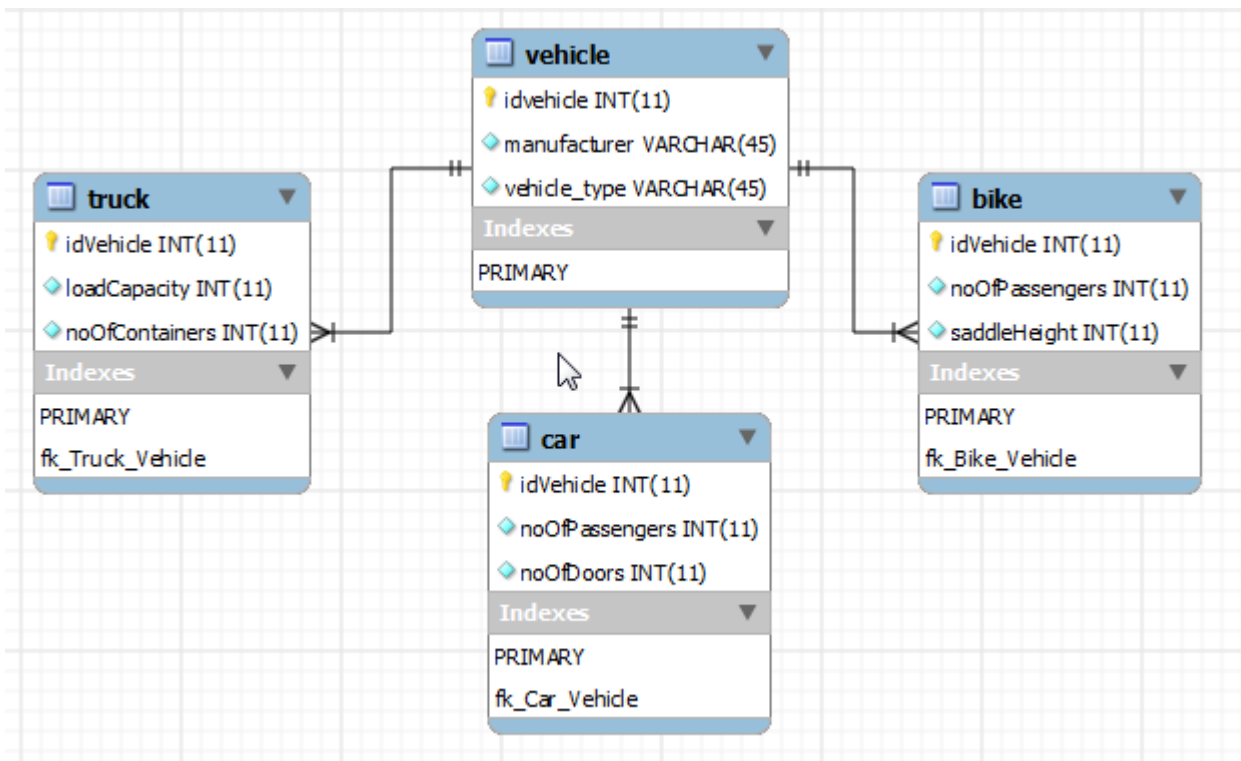 vehicle
idvehicle INT(11)
manufacturer VARCHAR(45)
vehicle_type VARCHAR(45)
Indexes
PRIMARY
truck
idVehicle INT(11)
loadCapacity INT(11)
noOfContainers INT(11)
Indexes
PRIMARY
fk_Truck_Vehicle
bike
idVehicle INT(11)
noOfPassengers INT(11)
saddleHeight INT(11)
Indexes
PRIMARY
fk_Bike_Vehicle
car
idVehicle INT(11)
noOfPassengers INT(11)
noOfDoors INT(11)
Indexes
PRIMARY
fk_Car_Vehicle